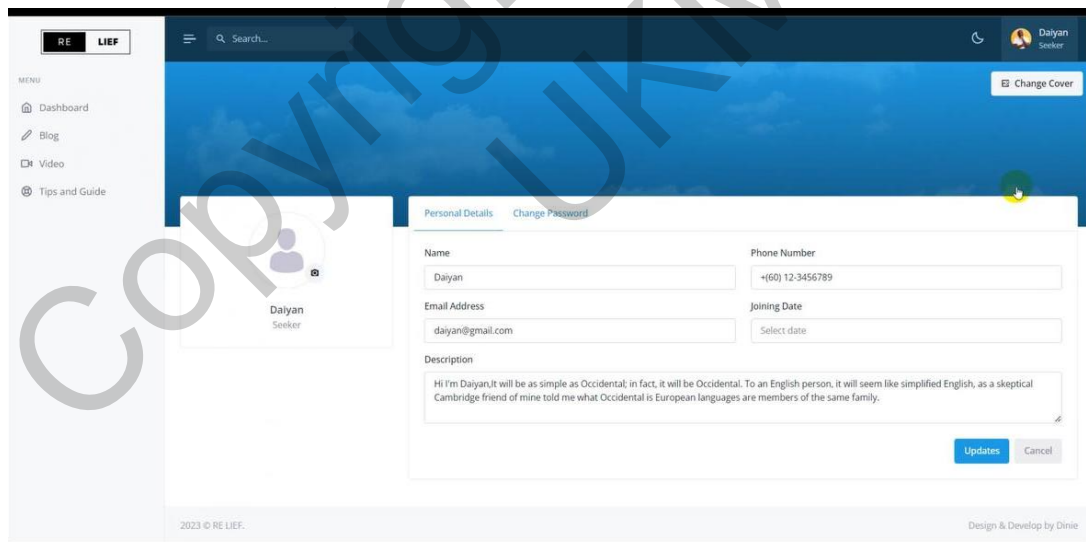 RE LIEF
Search...
Daiyan
Seeker
MENU
Change Cover
Dashboard
Blog
Video
Tips and Guide
Personal Details Change Password
Name Phone Number
Daiyan +(60) 12-3456789
Daiyan
Seeker
Email Address Joining Date
daiyan@gmail.com Select date
Description
Hi I'm Daiyan,It will be as simple as Occidental; in fact, it will be Occidental. To an English person, it will seem like simplified English, as a skeptical
Cambridge friend of mine told me what Occidental is European languages are members of the same family.
Updates Cancel
2023 © RE LIEF. Design & Develop by Dinie